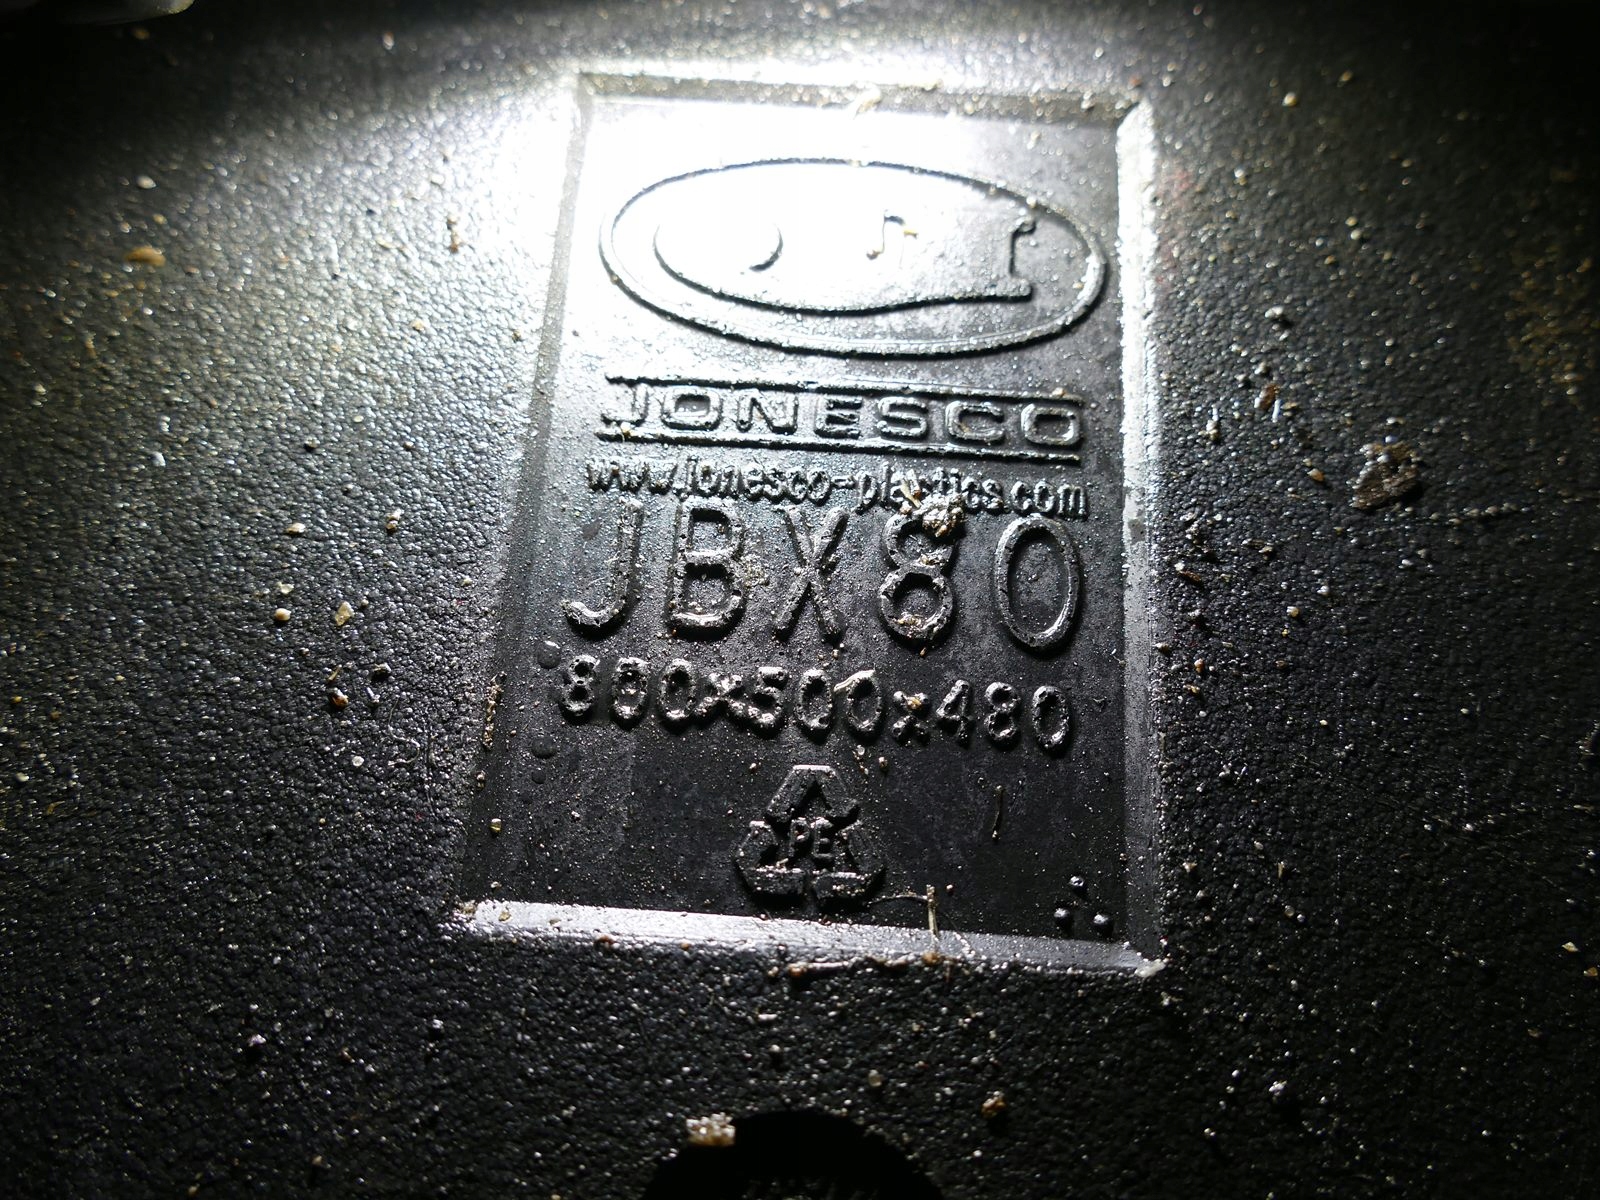 JONESCO
www.jonesco-plastics.com
JBX80
800x500x480
PE